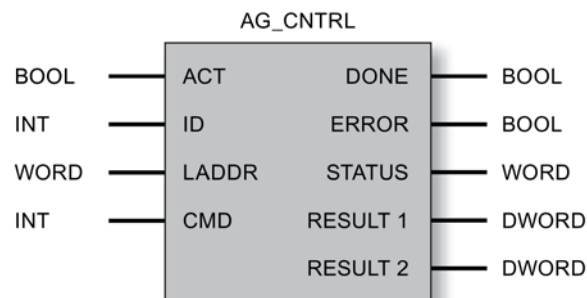 AG_CNTRL
BOOL ACT DONE BOOL
INT ID ERROR BOOL
WORD LADDR STATUS WORD
INT CMD RESULT 1 DWORD
RESULT 2 DWORD